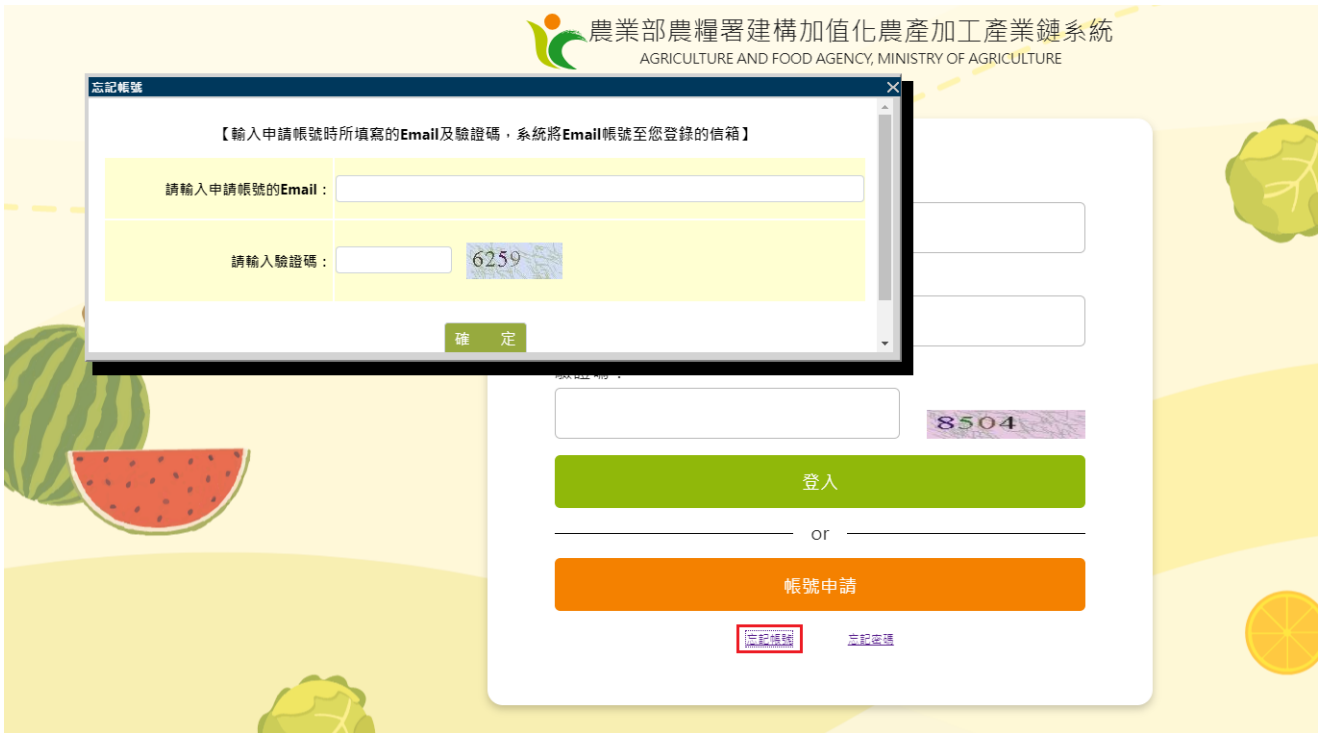 農業部農糧署建構加值化農產加工產業鏈系統
AGRICULTURE AND FOOD AGENCY, MINISTRY OF AGRICULTURE
忘記帳號
【輸入申請帳號時所填寫的Email及驗證碼，系統將Email帳號至您登錄的信箱】
請輸入申請帳號的Email：
請輸入驗證碼： 6259
確 定
驗證碼：
8504
登入
or
帳號申請
忘記帳號 忘記密碼